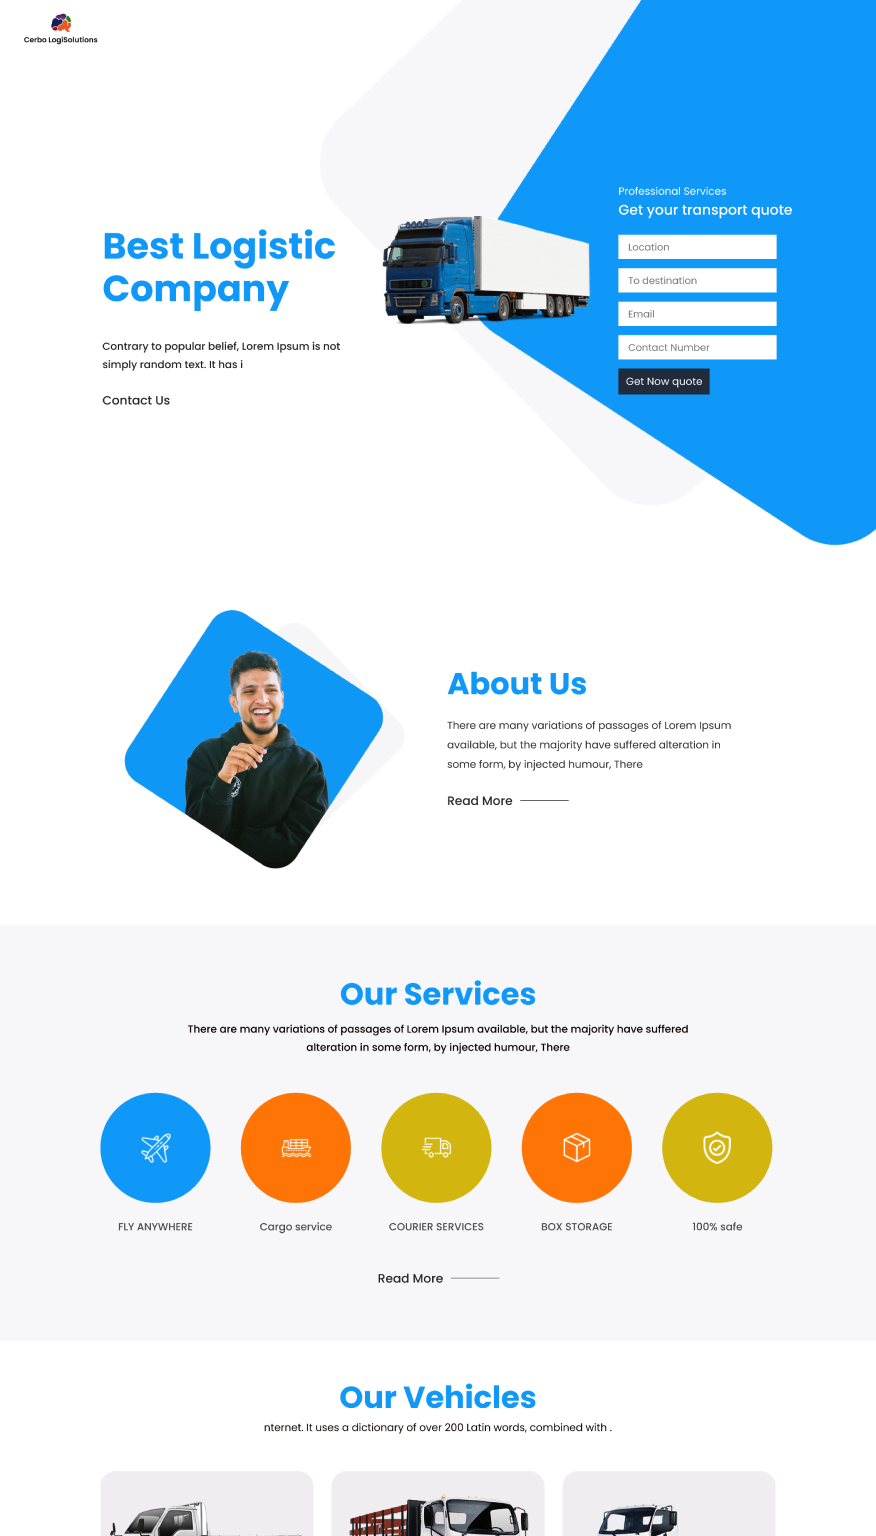 Cerbo LogiSolutions
Best Logistic
Company
Contrary to popular belief, Lorem Ipsum is not
simply random text. It has i
Contact Us
Professional Services
Get your transport quote
Location
To destination
Email
Contact Number
Get Now quote
About Us
There are many variations of passages of Lorem Ipsum
available, but the majority have suffered alteration in
some form, by injected humour, There
Read More
Our Services
There are many variations of passages of Lorem Ipsum available, but the majority have suffered
alteration in some form, by injected humour, There
FLY ANYWHERE
Cargo service
COURIER SERVICES
BOX STORAGE
100% safe
Read More
Our Vehicles
nternet. It uses a dictionary of over 200 Latin words, combined with .